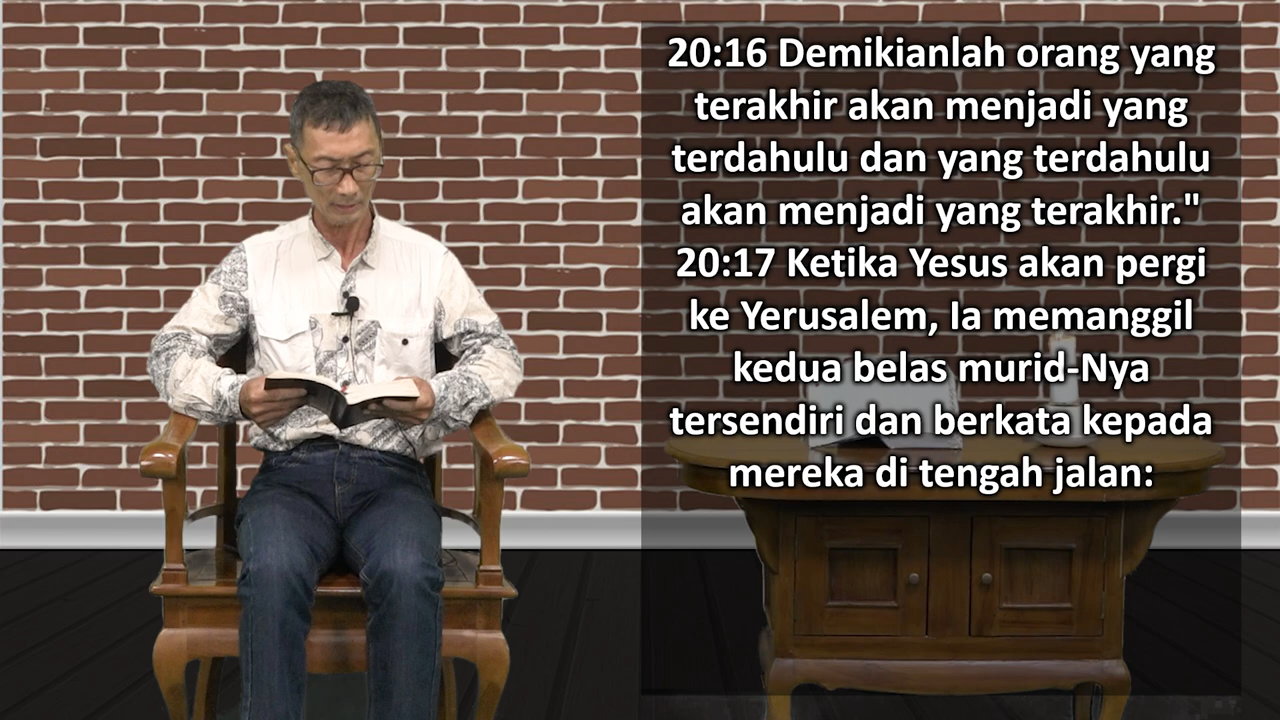 20:16 Demikianlah orang yang
terakhir akan menjadi yang
terdahulu dan yang terdahulu
akan menjadi yang terakhir."
20:17 Ketika Yesus akan pergi
ke Yerusalem, Ia memanggil
kedua belas murid-Nya
tersendiri dan berkata kepada
mereka di tengah jalan: